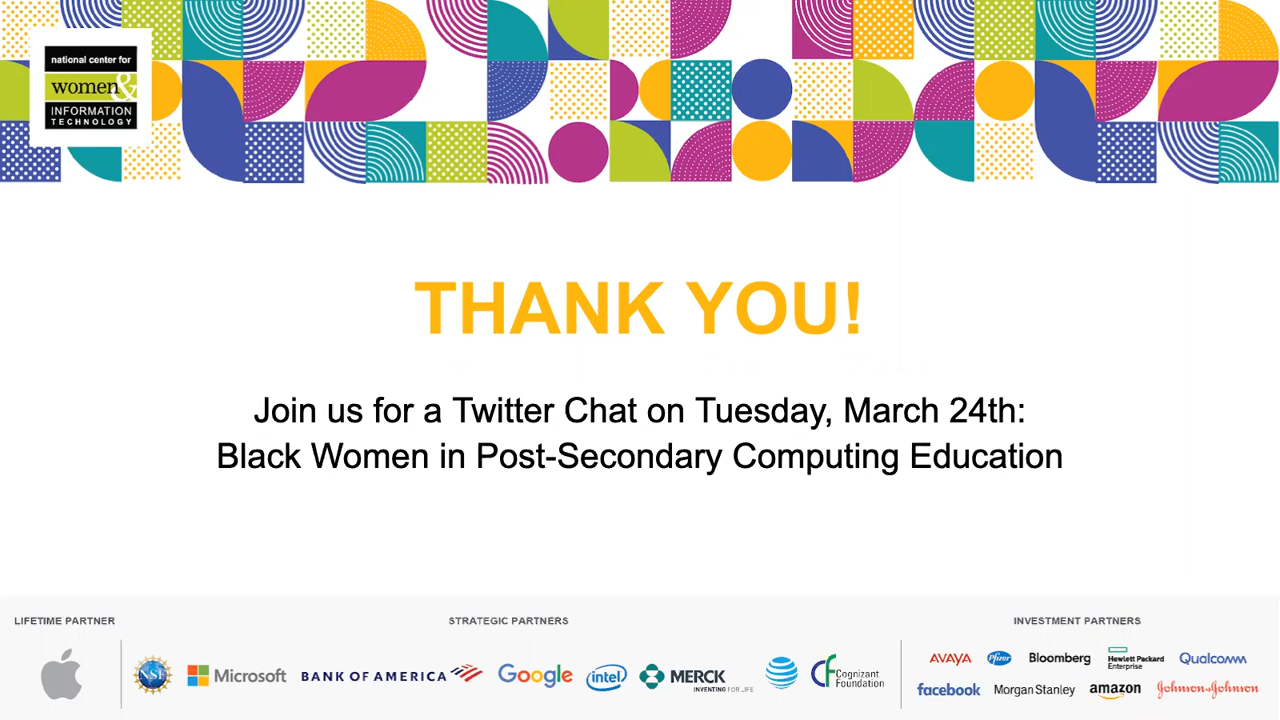 national center for
women&
INFORMATION
TECHNOLOGY
THANK YOU!
Join us for a Twitter Chat on Tuesday, March 24th:
Black Women in Post-Secondary Computing Education
LIFETIME PARTNER
STRATEGIC PARTNERS
INVESTMENT PARTNERS
NSF
Microsoft
BANK OF AMERICA
Google
intel
MERCK
INVENTING FOR LIFE
CF Cognizant
Foundation
AVAYA
Pfizer
Bloomberg
Hewlett Packard
Enterprise
Qualcomm
facebook
Morgan Stanley
amazon
Johnson & Johnson